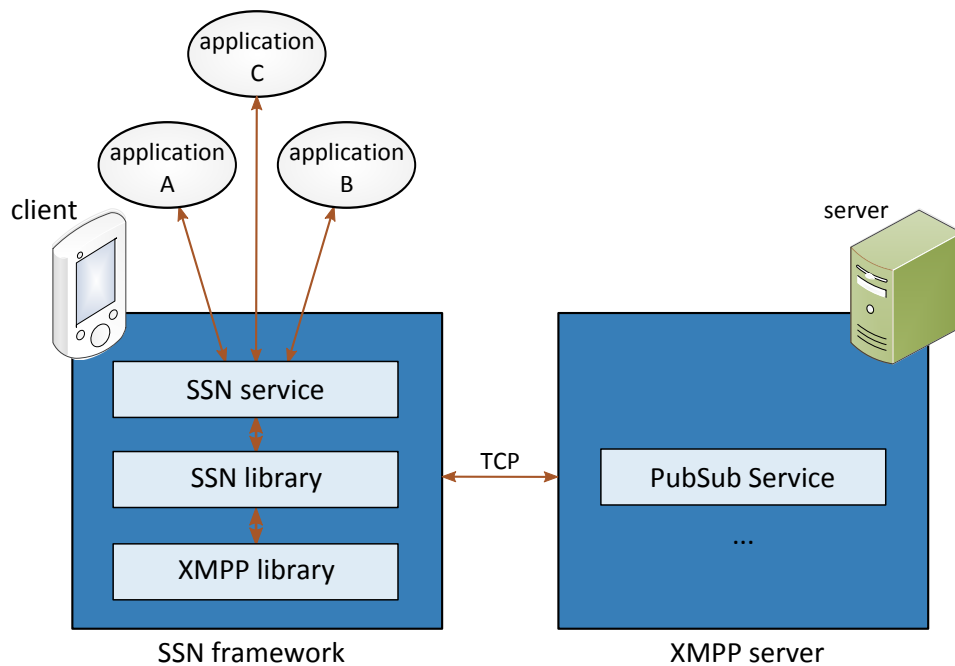 application
C
application
A
application
B
client
server
SSN service
SSN library
XMPP library
TCP
PubSub Service
...
SSN framework
XMPP server